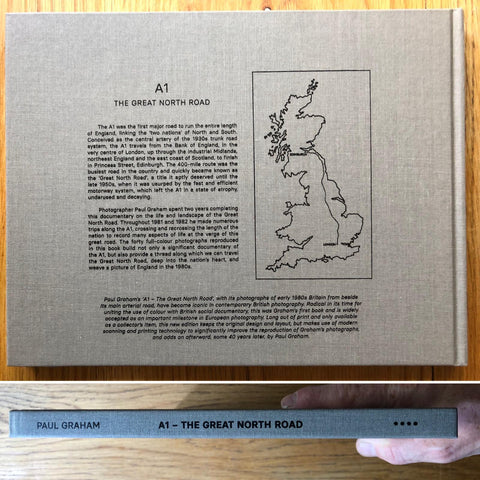 A1
THE GREAT NORTH ROAD
The A1 was the first major road to run the entire length
of England, linking the 'two nations' of North and South.
Conceived as the central artery of the 1930s trunk road
system, the A1 travels from the Bank of England, in the
very centre of London, up through the industrial Midlands,
northeast England and the east coast of Scotland, to finish
in Princess Street, Edinburgh. The 400-mile route was the
busiest road in the country and quickly became known as
the 'Great North Road', a title it aptly deserved until the
late 1950s, when it was usurped by the fast and efficient
motorway system, which left the A1 in a state of atrophy,
underused and decaying.
Photographer Paul Graham spent two years completing
this documentary on the life and landscape of the Great
North Road. Throughout 1981 and 1982 he made numerous
trips along the A1, crossing and recrossing the length of the
nation to record many aspects of life at the verge of this
great road. The forty full-colour photographs reproduced
in this book build not only a significant documentary of
the A1, but also provide a thread along which we can travel
the Great North Road, deep into the nation's heart, and
weave a picture of England in the 1980s.
Paul Graham's 'A1 – The Great North Road', with its photographs of early 1980s Britain from beside
its main arterial road, have become iconic in contemporary British photography. Radical in its time for
uniting the use of colour with British social documentary, this was Graham's first book and is widely
accepted as an important milestone in European photography. Long out of print and only available
as a collector's item, this new edition keeps the original design and layout, but makes use of modern
scanning and printing technology to significantly improve the reproduction of Graham's photographs,
and adds an afterword, some 40 years later, by Paul Graham.
PAUL GRAHAM A1 – THE GREAT NORTH ROAD